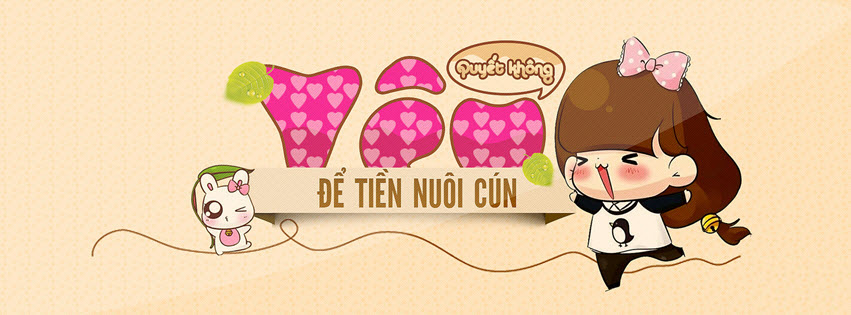 Quyết không
Yêu
ĐỂ TIỀN NUÔI CÚN